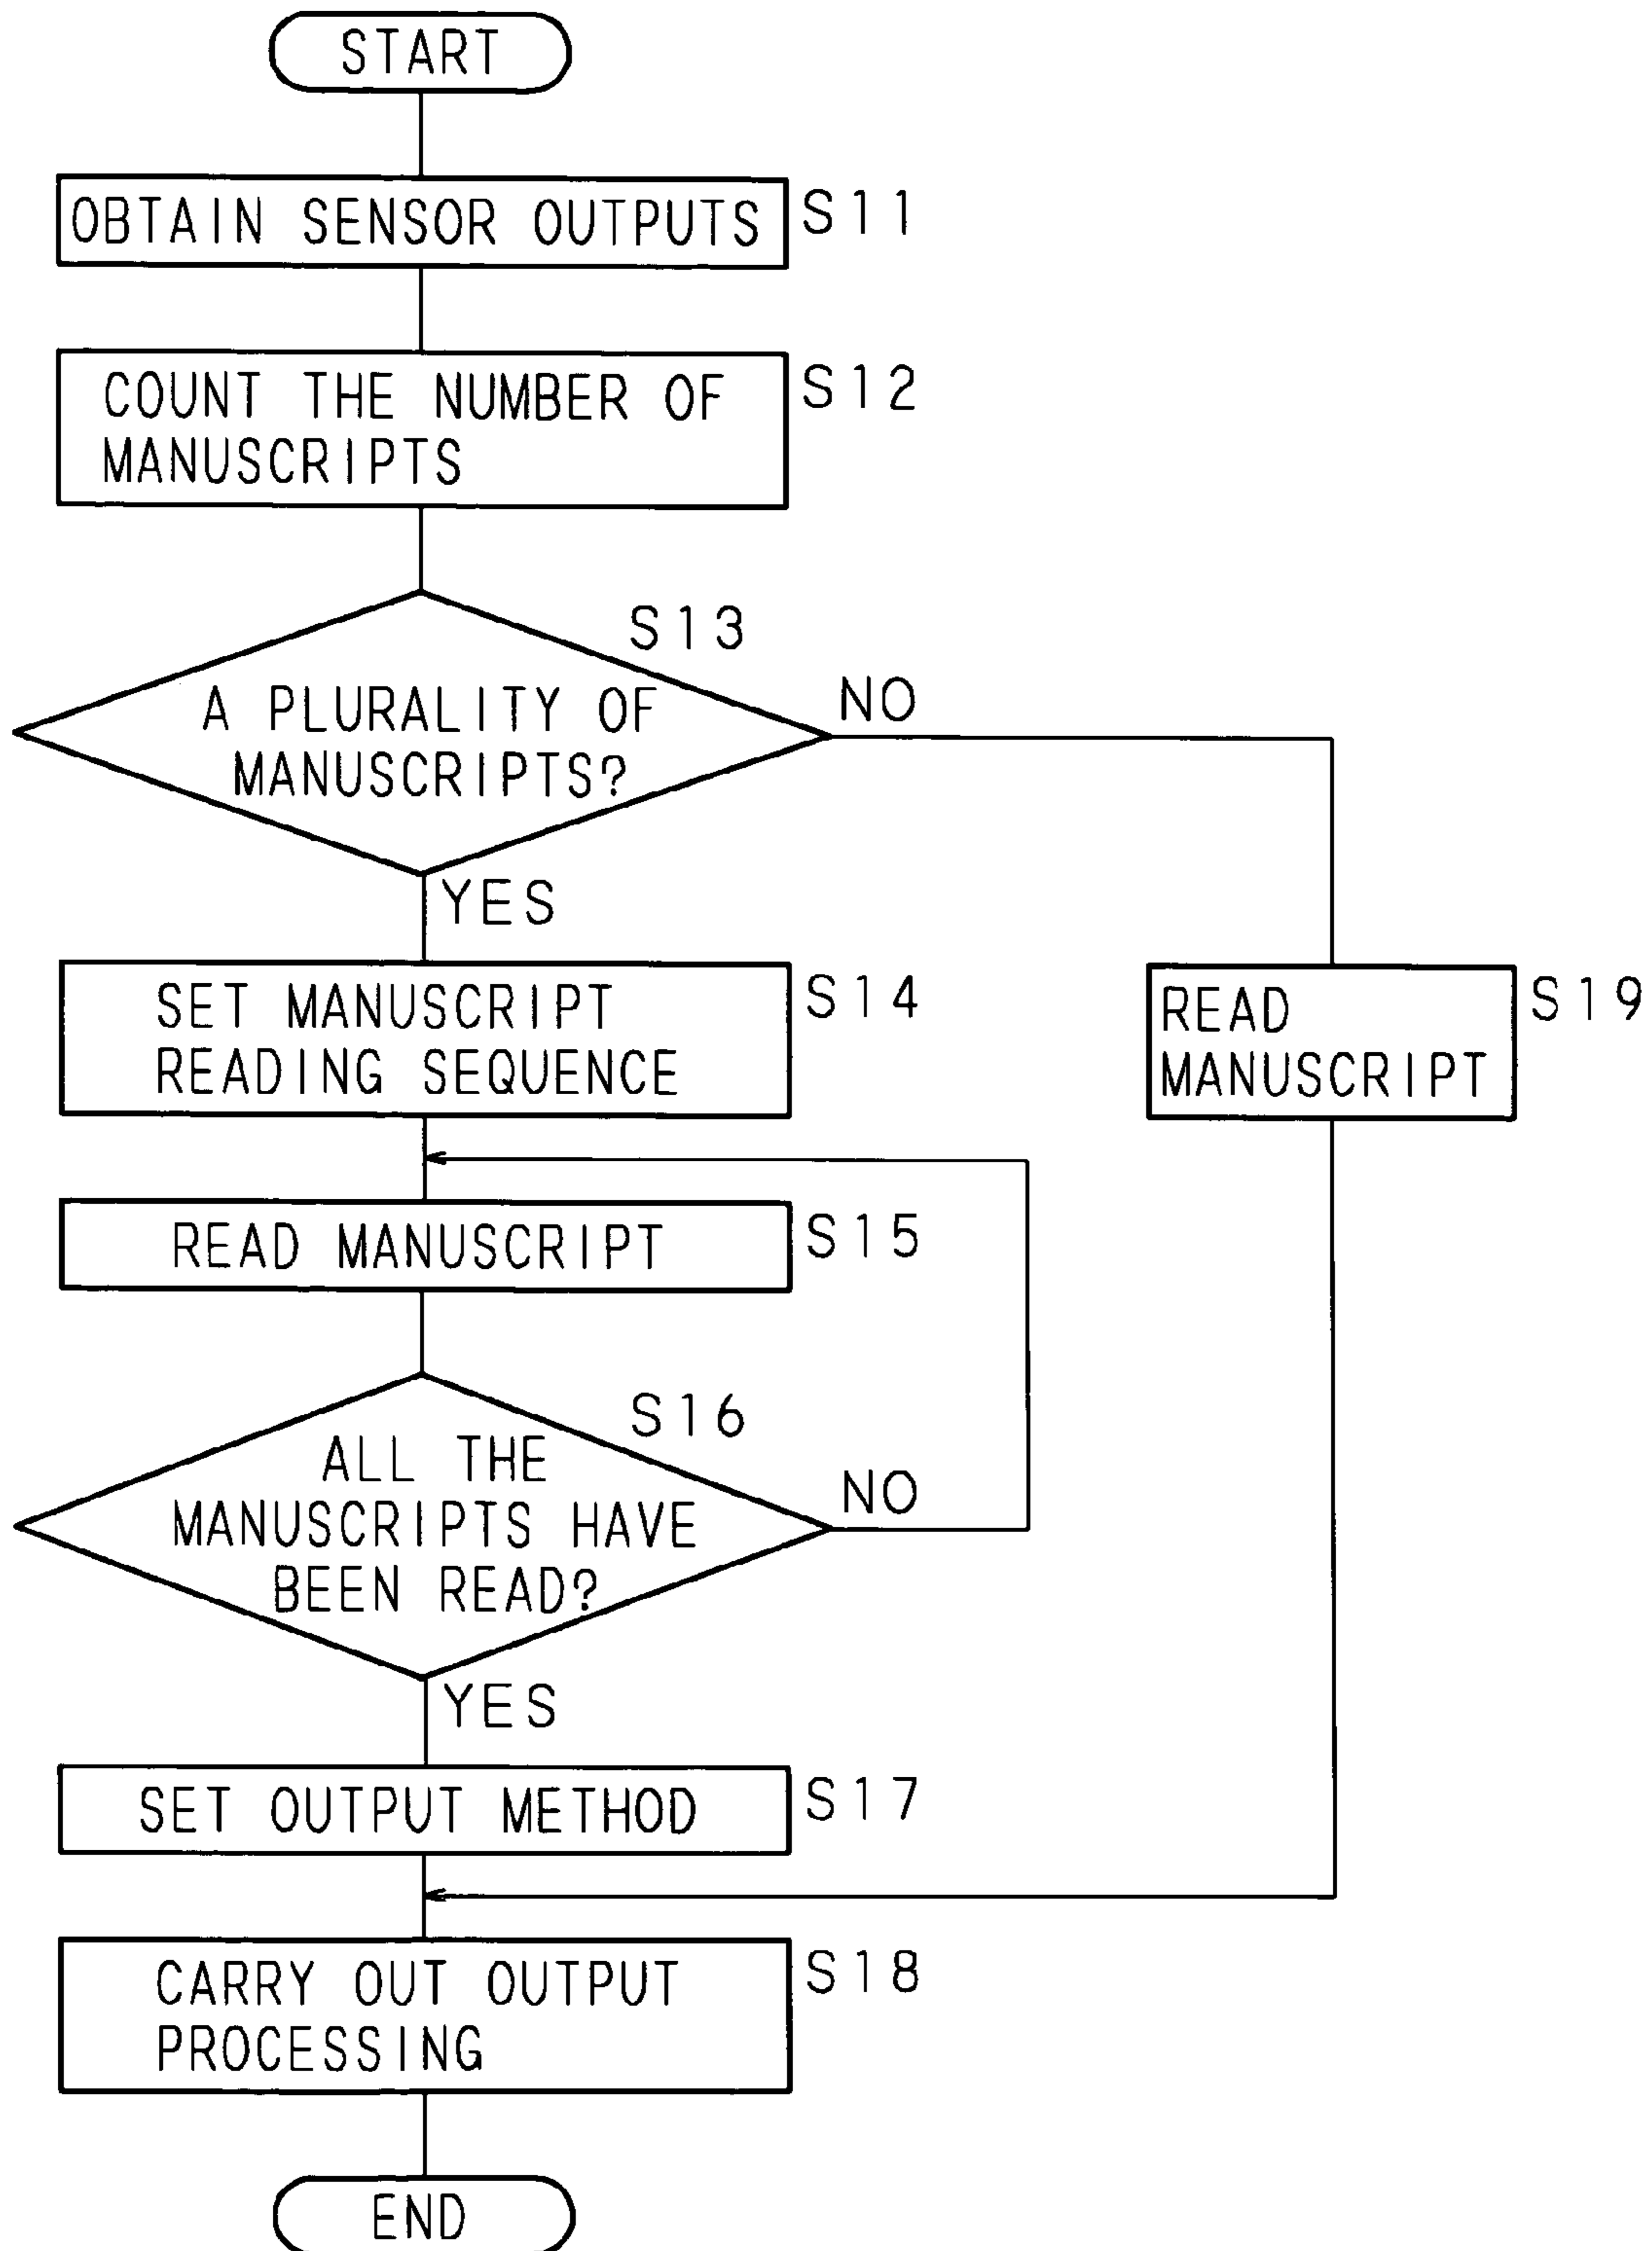 START
OBTAIN SENSOR OUTPUTS
S11
COUNT THE NUMBER OF
MANUSCRIPTS
S12
S13
A PLURALITY OF
MANUSCRIPTS?
NO
YES
SET MANUSCRIPT
READING SEQUENCE
S14
READ
MANUSCRIPT
S19
READ MANUSCRIPT
S15
S16
ALL THE
MANUSCRIPTS HAVE
BEEN READ?
NO
YES
SET OUTPUT METHOD
S17
CARRY OUT OUTPUT
PROCESSING
S18
END